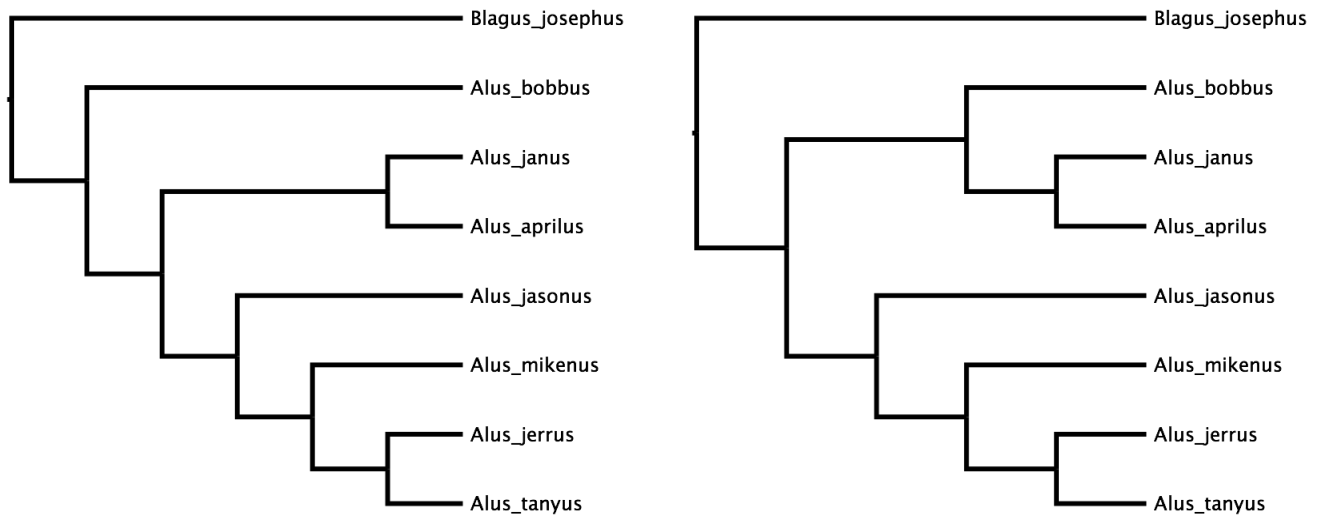 Blagus_josephus
Alus_bobbus
Alus_janus
Alus_aprilus
Alus_jasonus
Alus_mikenus
Alus_jerrus
Alus_tanyus
Blagus_josephus
Alus_bobbus
Alus_janus
Alus_aprilus
Alus_jasonus
Alus_mikenus
Alus_jerrus
Alus_tanyus